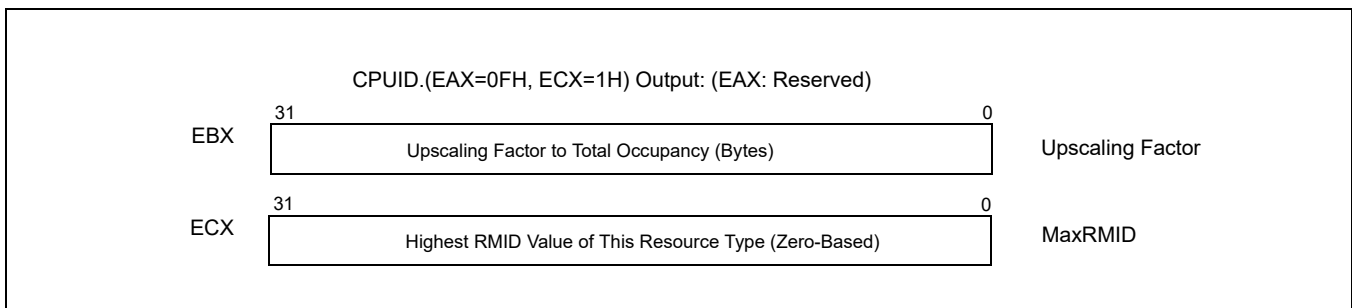 CPUID.(EAX=0FH, ECX=1H) Output: (EAX: Reserved)
31 0
EBX Upscaling Factor to Total Occupancy (Bytes) Upscaling Factor
31 0
ECX Highest RMID Value of This Resource Type (Zero-Based) MaxRMID